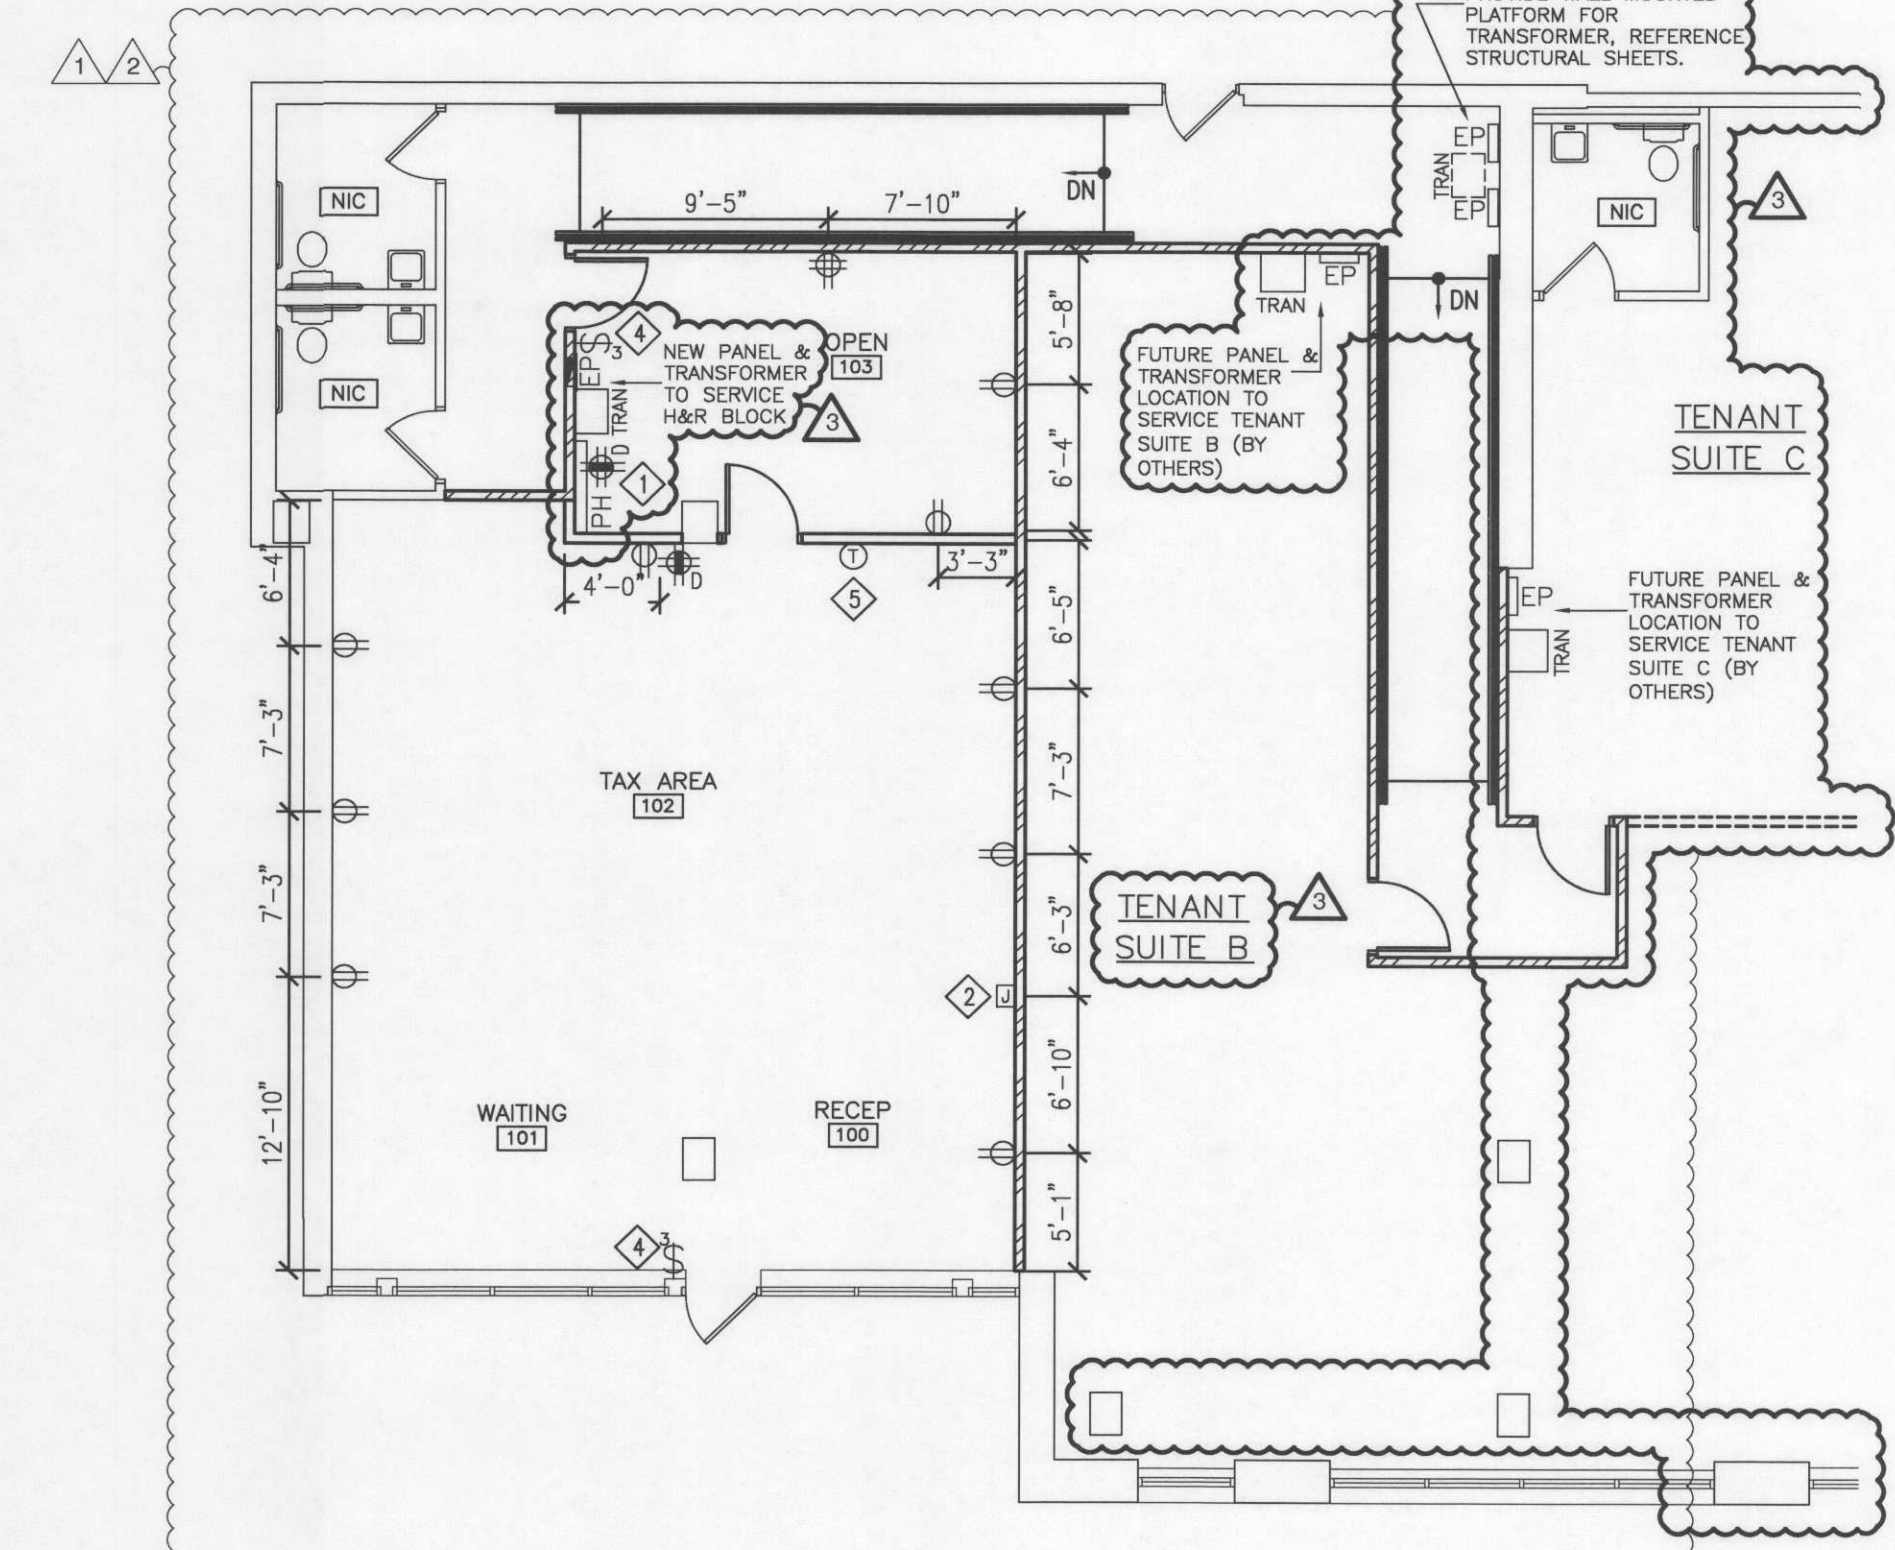 PLATFORM FOR
TRANSFORMER, REFERENCE
STRUCTURAL SHEETS.
1
2
EP
TRAN
EP
NIC
3
NIC
NIC
9'-5"
7'-10"
DN
DN
TRAN
EP
4
S3
EP
TRAN
NEW PANEL &
TRANSFORMER
TO SERVICE
H&R BLOCK
3
OPEN
103
D
1
PH
5'-8"
6'-4"
FUTURE PANEL &
TRANSFORMER
LOCATION TO
SERVICE TENANT
SUITE B (BY
OTHERS)
TENANT
SUITE C
4'-0"
D
T
5
3'-3"
6'-4"
6'-5"
EP
TRAN
FUTURE PANEL &
TRANSFORMER
LOCATION TO
SERVICE TENANT
SUITE C (BY
OTHERS)
7'-3"
7'-3"
TAX AREA
102
7'-3"
6'-3"
TENANT
SUITE B
3
2
J
12'-10"
6'-10"
WAITING
101
RECEP
100
5'-1"
4
3
S